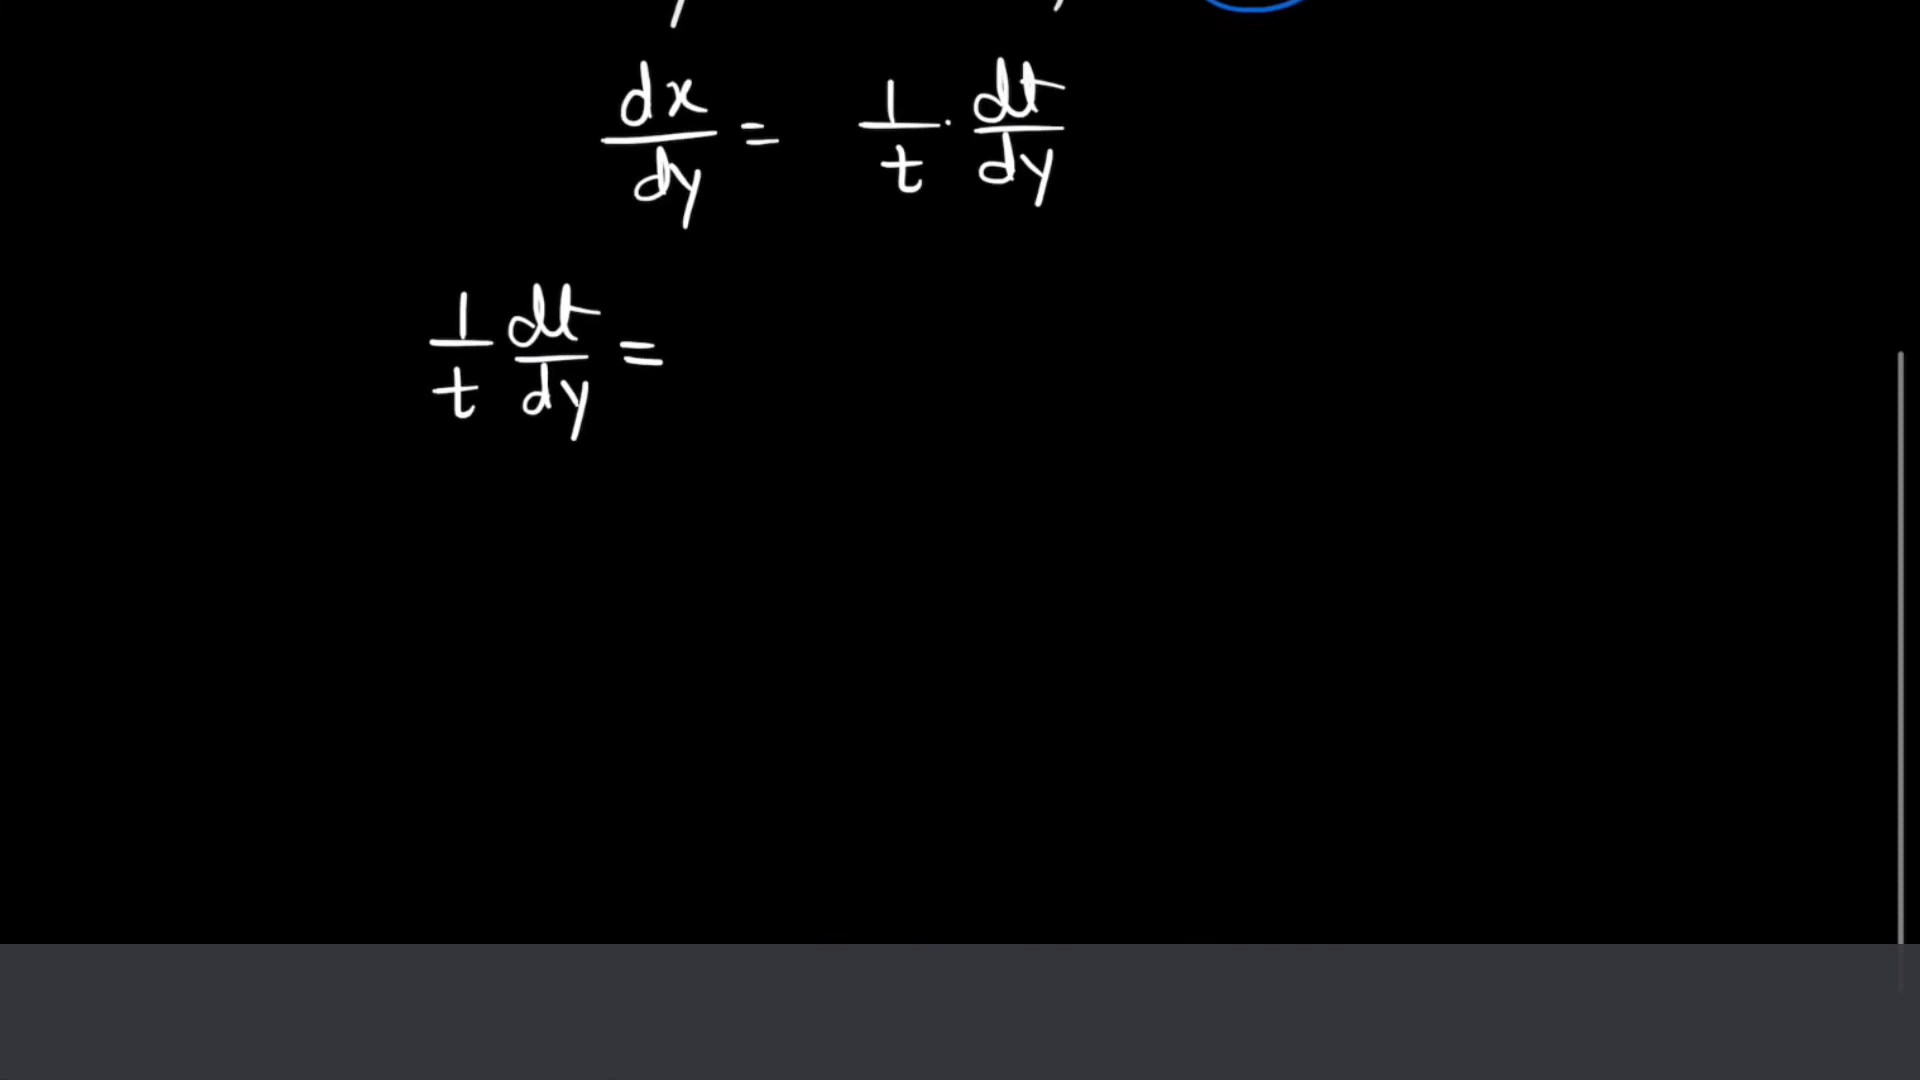 dx/dy = 1/t · dt/dy
1/t dt/dy =